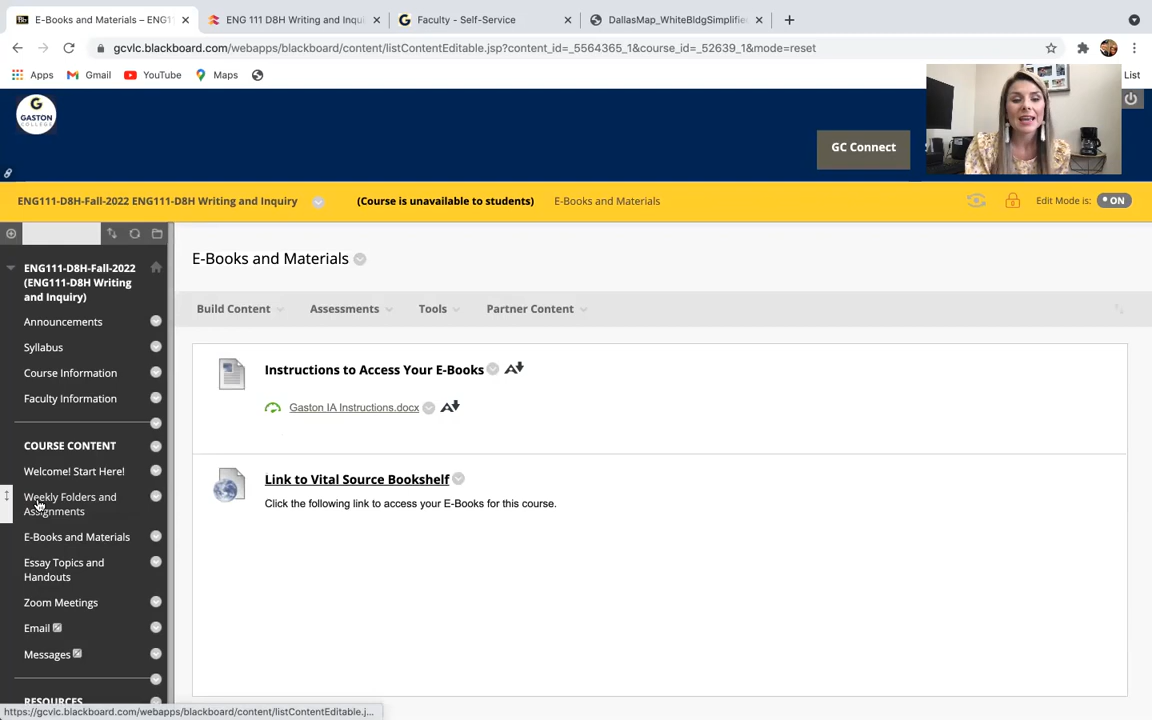 E-Books and Materials – ENG1
ENG 111 D8H Writing and Inqui
Faculty - Self-Service
DallasMap_WhiteBldgSimplifie
gcvlc.blackboard.com/webapps/blackboard/content/listContentEditable.jsp?content_id=_5564365_1&course_id=_52639_1&mode=reset
Apps
Gmail
YouTube
Maps
List
G
GASTON
COLLEGE
GC Connect
ENG111-D8H-Fall-2022 ENG111-D8H Writing and Inquiry
(Course is unavailable to students)
E-Books and Materials
Edit Mode is:
ON
ENG111-D8H-Fall-2022
(ENG111-D8H Writing
and Inquiry)
Announcements
Syllabus
Course Information
Faculty Information
COURSE CONTENT
Welcome! Start Here!
Weekly Folders and
Assignments
E-Books and Materials
Essay Topics and
Handouts
Zoom Meetings
Email
Messages
RESOURCES
E-Books and Materials
Build Content
Assessments
Tools
Partner Content
Instructions to Access Your E-Books
Gaston IA Instructions.docx
Link to Vital Source Bookshelf
Click the following link to access your E-Books for this course.
https://gcvlc.blackboard.com/webapps/blackboard/content/listContentEditable.j...